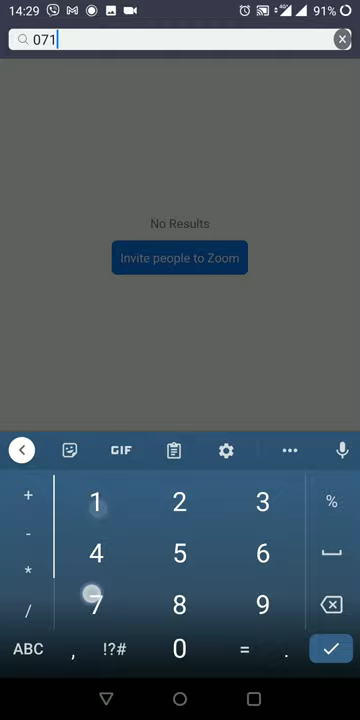 14:29 91%
071
No Results
Invite people to Zoom
GIF
+ 1 2 3 %
- 4 5 6
* 7 8 9
/
ABC , !?# 0 = .